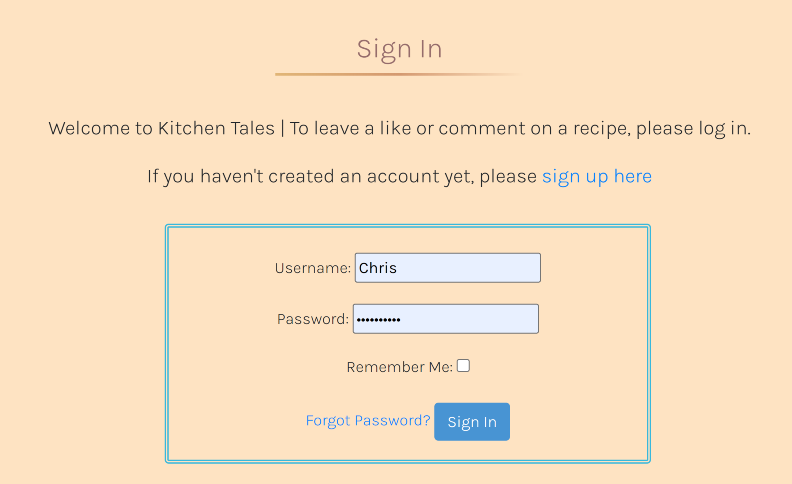 Sign In
Welcome to Kitchen Tales | To leave a like or comment on a recipe, please log in.
If you haven't created an account yet, please sign up here
Username: Chris
Password: ••••••••••
Remember Me:
Forgot Password? Sign In